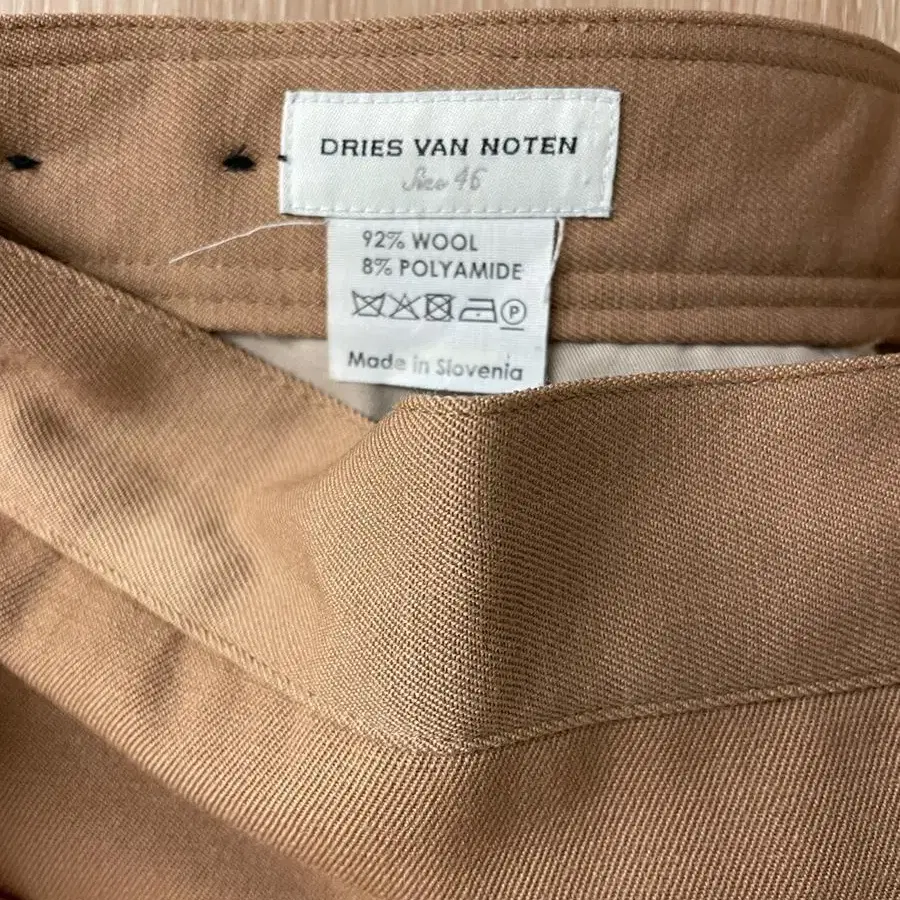 DRIES VAN NOTEN
Size 46
92% WOOL
8% POLYAMIDE
P
Made in Slovenia